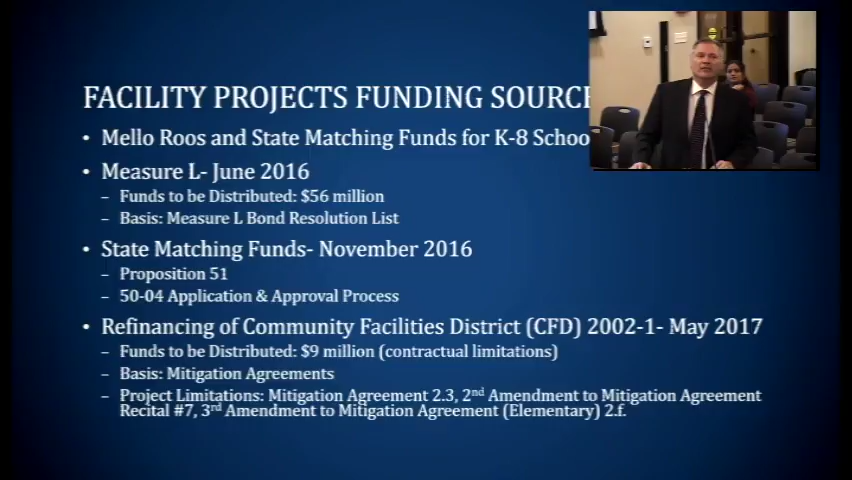 FACILITY PROJECTS FUNDING SOURC
• Mello Roos and State Matching Funds for K-8 Schoo
• Measure L- June 2016
– Funds to be Distributed: $56 million
– Basis: Measure L Bond Resolution List
• State Matching Funds- November 2016
– Proposition 51
– 50-04 Application & Approval Process
• Refinancing of Community Facilities District (CFD) 2002-1- May 2017
– Funds to be Distributed: $9 million (contractual limitations)
– Basis: Mitigation Agreements
– Project Limitations: Mitigation Agreement 2.3, 2nd Amendment to Mitigation Agreement
Recital #7, 3rd Amendment to Mitigation Agreement (Elementary) 2.f.